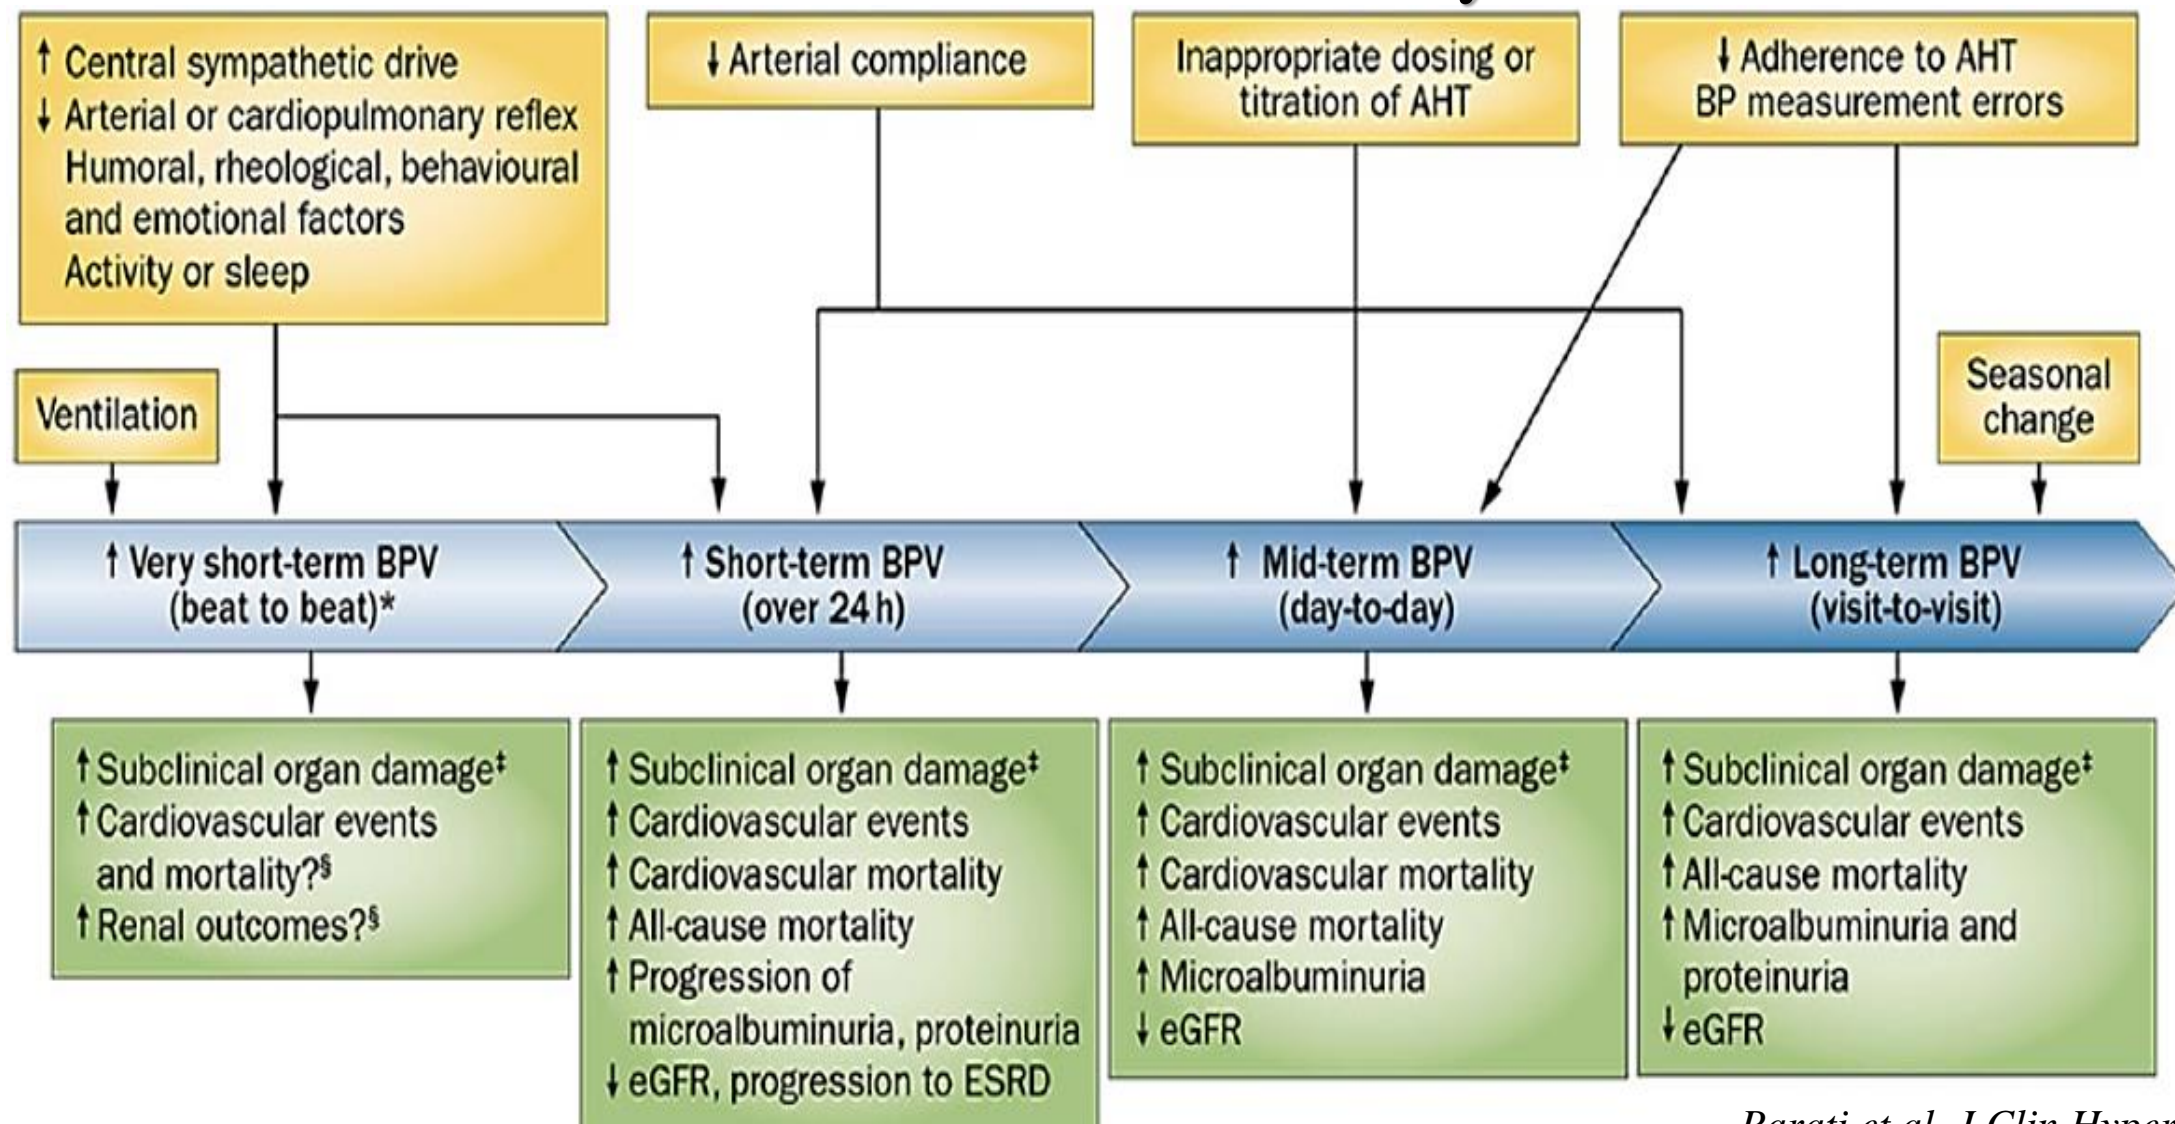 ↑ Central sympathetic drive
↓ Arterial or cardiopulmonary reflex
Humoral, rheological, behavioural
and emotional factors
Activity or sleep
↓ Arterial compliance
Inappropriate dosing or
titration of AHT
↓ Adherence to AHT
BP measurement errors
Ventilation
Seasonal
change
↑ Very short-term BPV
(beat to beat)*
↑ Short-term BPV
(over 24 h)
↑ Mid-term BPV
(day-to-day)
↑ Long-term BPV
(visit-to-visit)
↑ Subclinical organ damage‡
↑ Cardiovascular events
and mortality?§
↑ Renal outcomes?§
↑ Subclinical organ damage‡
↑ Cardiovascular events
↑ Cardiovascular mortality
↑ All-cause mortality
↑ Progression of
microalbuminuria, proteinuria
↓ eGFR, progression to ESRD
↑ Subclinical organ damage‡
↑ Cardiovascular events
↑ Cardiovascular mortality
↑ All-cause mortality
↑ Microalbuminuria
↓ eGFR
↑ Subclinical organ damage‡
↑ Cardiovascular events
↑ All-cause mortality
↑ Microalbuminuria and
proteinuria
↓ eGFR
et al. J Clin Hyper